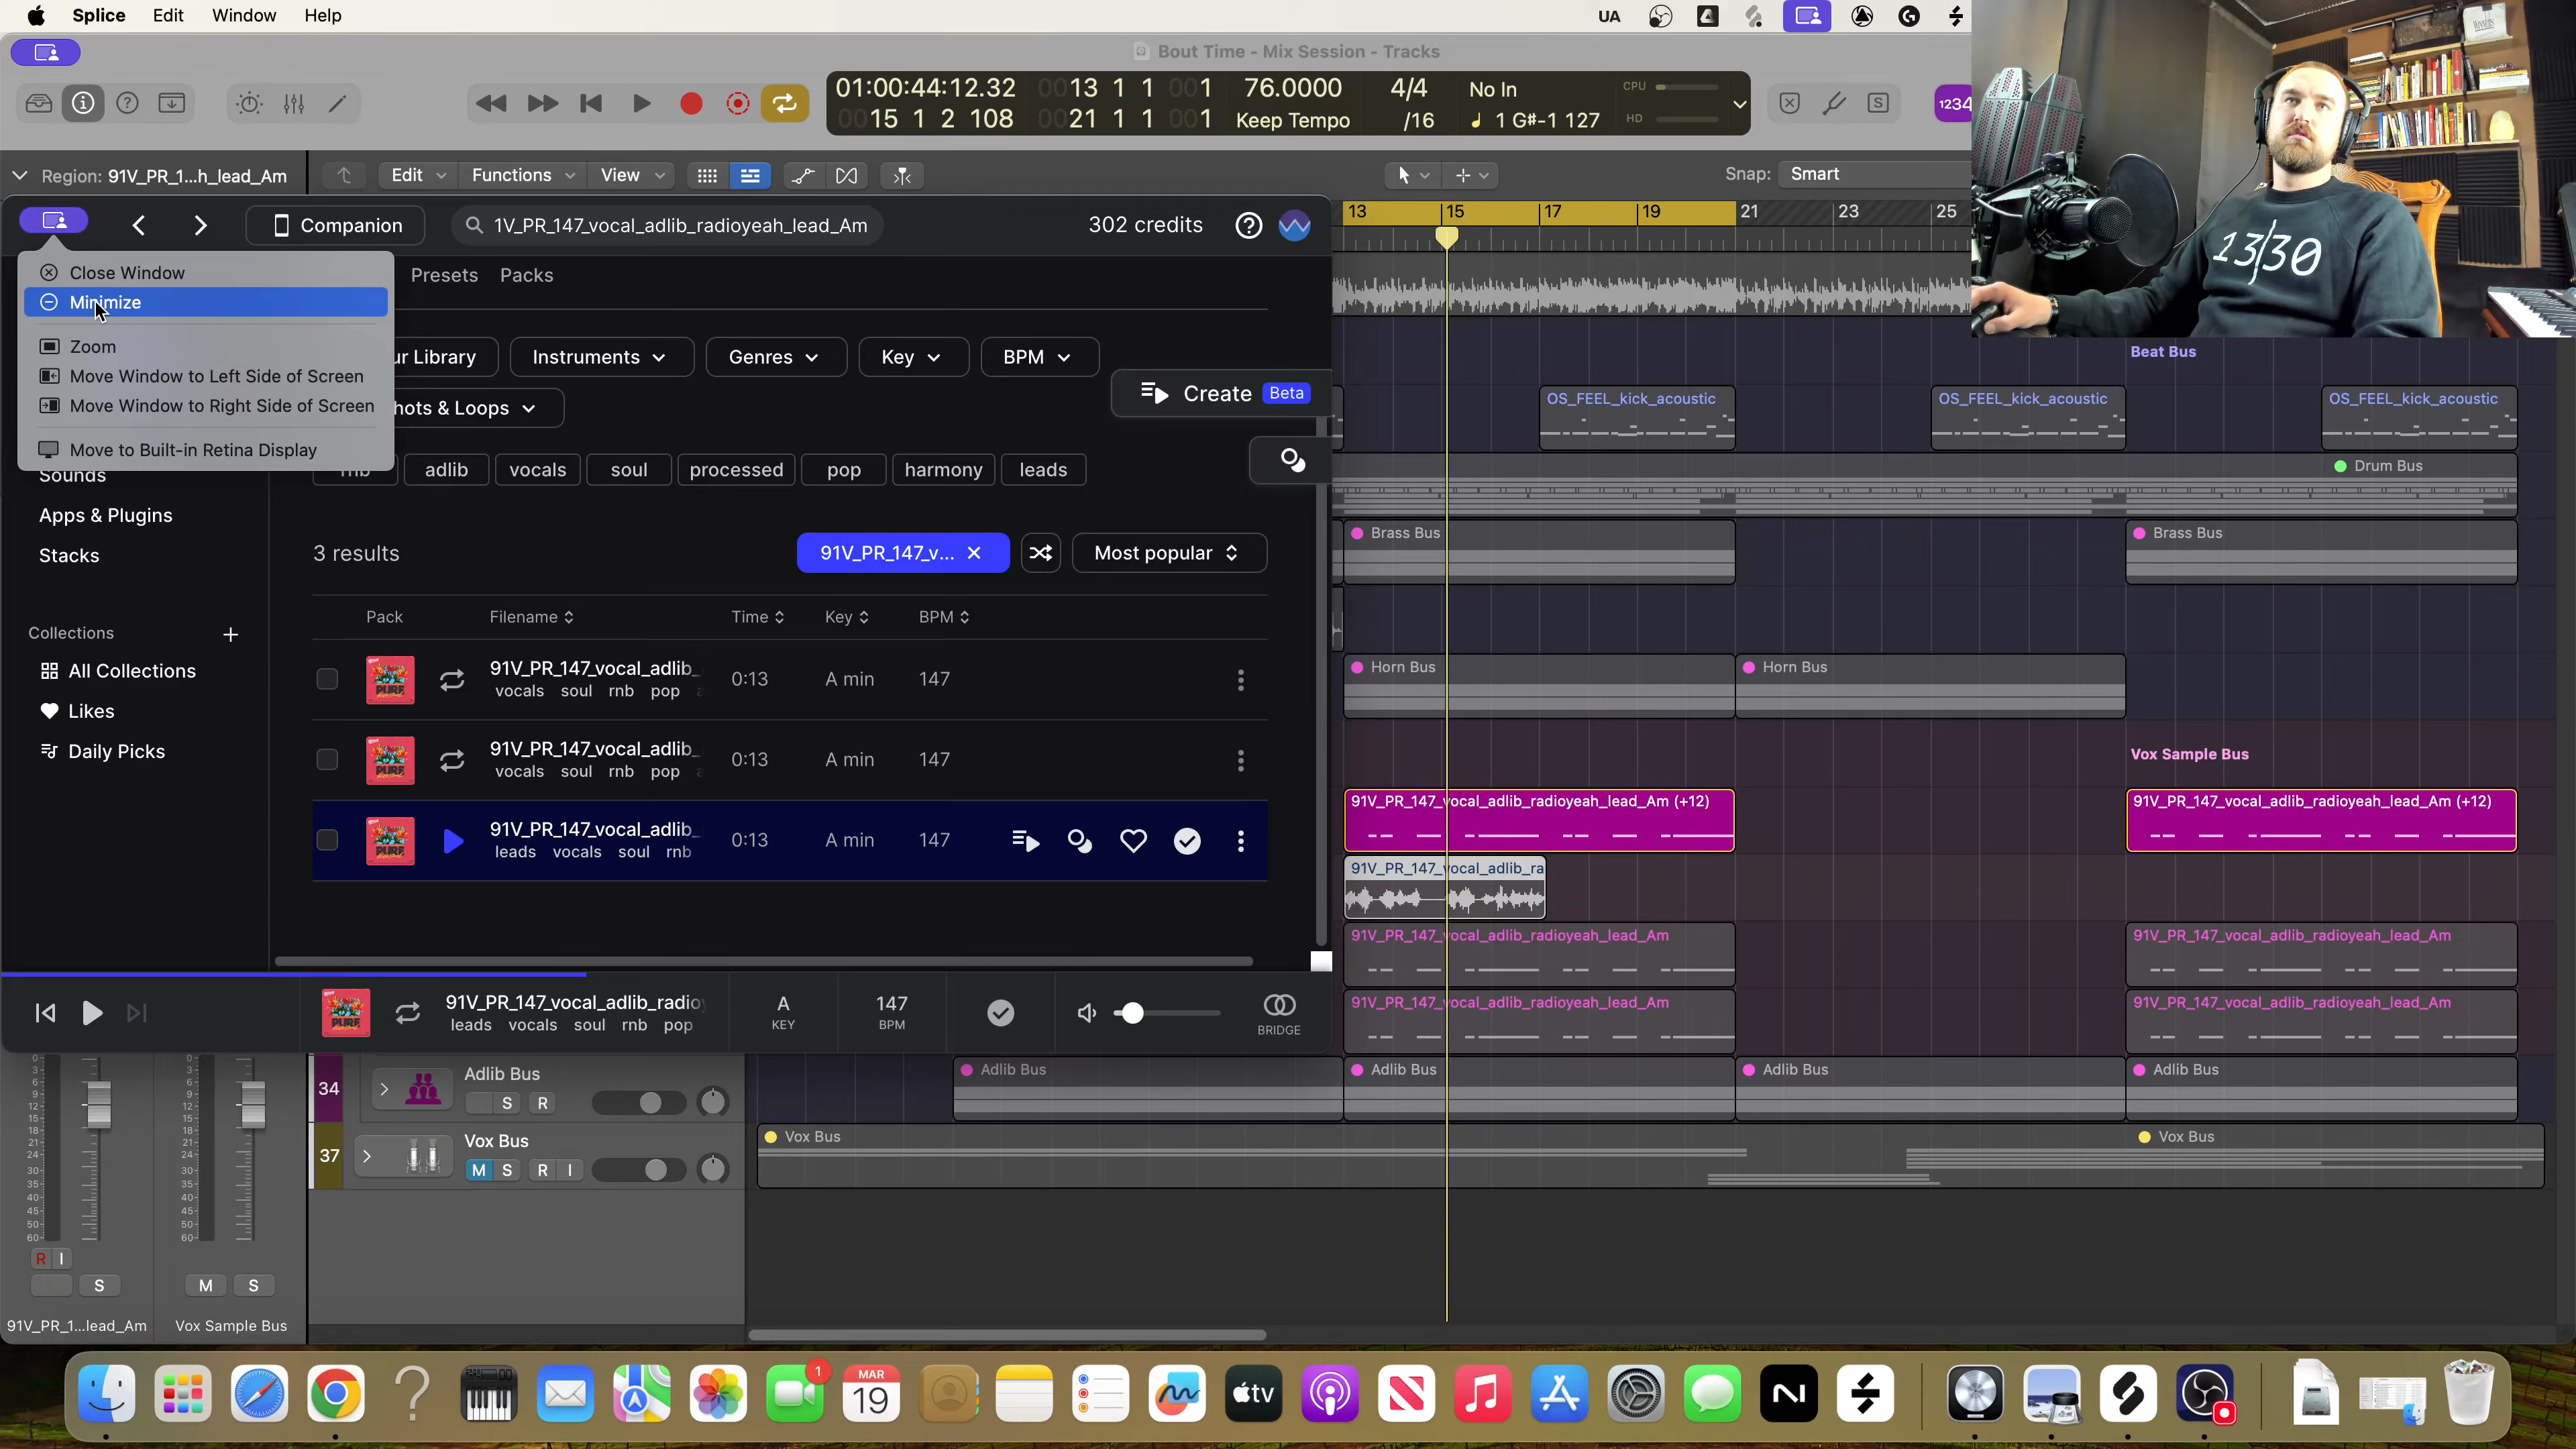 Splice Edit Window Help UA
Bout Time - Mix Session - Tracks
01:00:44:12.32 0013 1 1 001 76.0000 4/4 No In CPU
0015 1 2 108 0021 1 1 001 Keep Tempo /16 1 G#-1 127 HD
1234
Region: 91V_PR_1...h_lead_Am Edit Functions View Snap: Smart
Companion 1V_PR_147_vocal_adlib_radioyeah_lead_Am 302 credits
13 15 17 19 21 23 25
Close Window
Minimize
Zoom
Move Window to Left Side of Screen
Move Window to Right Side of Screen
Move to Built-in Retina Display
Presets Packs
ur Library Instruments Genres Key BPM
hots & Loops
Create Beta
rnb adlib vocals soul processed pop harmony leads
Sounds
Apps & Plugins
Stacks
Collections
All Collections
Likes
Daily Picks
3 results 91V_PR_147_v... Most popular
Pack Filename Time Key BPM
91V_PR_147_vocal_adlib_ 0:13 A min 147
vocals soul rnb pop a
91V_PR_147_vocal_adlib_ 0:13 A min 147
vocals soul rnb pop a
91V_PR_147_vocal_adlib_ 0:13 A min 147
leads vocals soul rnb
91V_PR_147_vocal_adlib_radioy A 147
leads vocals soul rnb pop KEY BPM BRIDGE
13/30
Beat Bus
OS_FEEL_kick_acoustic OS_FEEL_kick_acoustic OS_FEEL_kick_acoustic
Drum Bus
Brass Bus Brass Bus
Horn Bus Horn Bus
Vox Sample Bus
91V_PR_147_vocal_adlib_radioyeah_lead_Am (+12) 91V_PR_147_vocal_adlib_radioyeah_lead_Am (+12)
91V_PR_147_vocal_adlib_ra
91V_PR_147_vocal_adlib_radioyeah_lead_Am 91V_PR_147_vocal_adlib_radioyeah_lead_Am
91V_PR_147_vocal_adlib_radioyeah_lead_Am 91V_PR_147_vocal_adlib_radioyeah_lead_Am
34 Adlib Bus Adlib Bus Adlib Bus Adlib Bus Adlib Bus
S R
37 Vox Bus Vox Bus Vox Bus
M S R I
R I
S M S
91V_PR_1...lead_Am Vox Sample Bus
1 MAR 19 tv